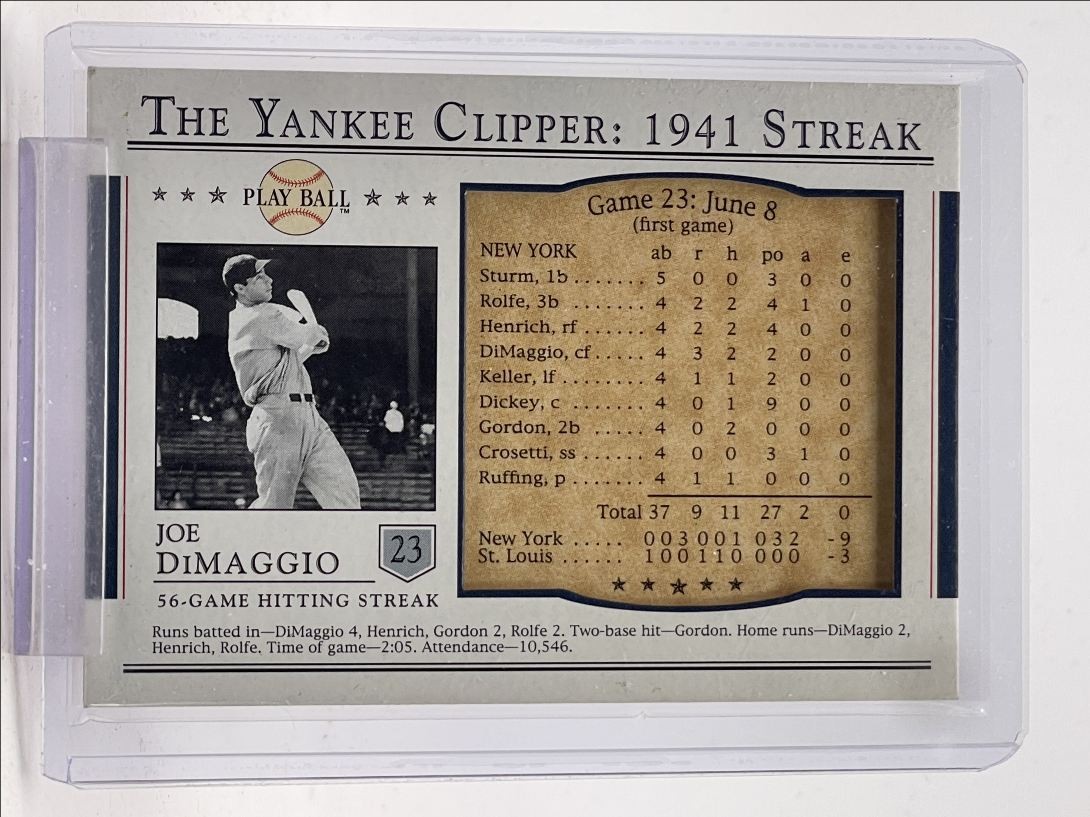 THE YANKEE CLIPPER: 1941 STREAK
PLAY BALL™
Game 23: June 8
(first game)
NEW YORK ab r h po a e
Sturm, 1b ....... 5 0 0 3 0 0
Rolfe, 3b ....... 4 2 2 4 1 0
Henrich, rf ...... 4 2 2 4 0 0
DiMaggio, cf ..... 4 3 2 2 0 0
Keller, lf ........ 4 1 1 2 0 0
Dickey, c ....... 4 0 1 9 0 0
Gordon, 2b ..... 4 0 2 0 0 0
Crosetti, ss ..... 4 0 0 3 1 0
Ruffing, p ....... 4 1 1 0 0 0
Total 37 9 11 27 2 0
New York ..... 003 001 032 -9
St. Louis ...... 100 110 000 -3
JOE
DIMAGGIO
23
56-GAME HITTING STREAK
Runs batted in—DiMaggio 4, Henrich, Gordon 2, Rolfe 2. Two-base hit—Gordon. Home runs—DiMaggio 2,
Henrich, Rolfe. Time of game—2:05. Attendance—10,546.